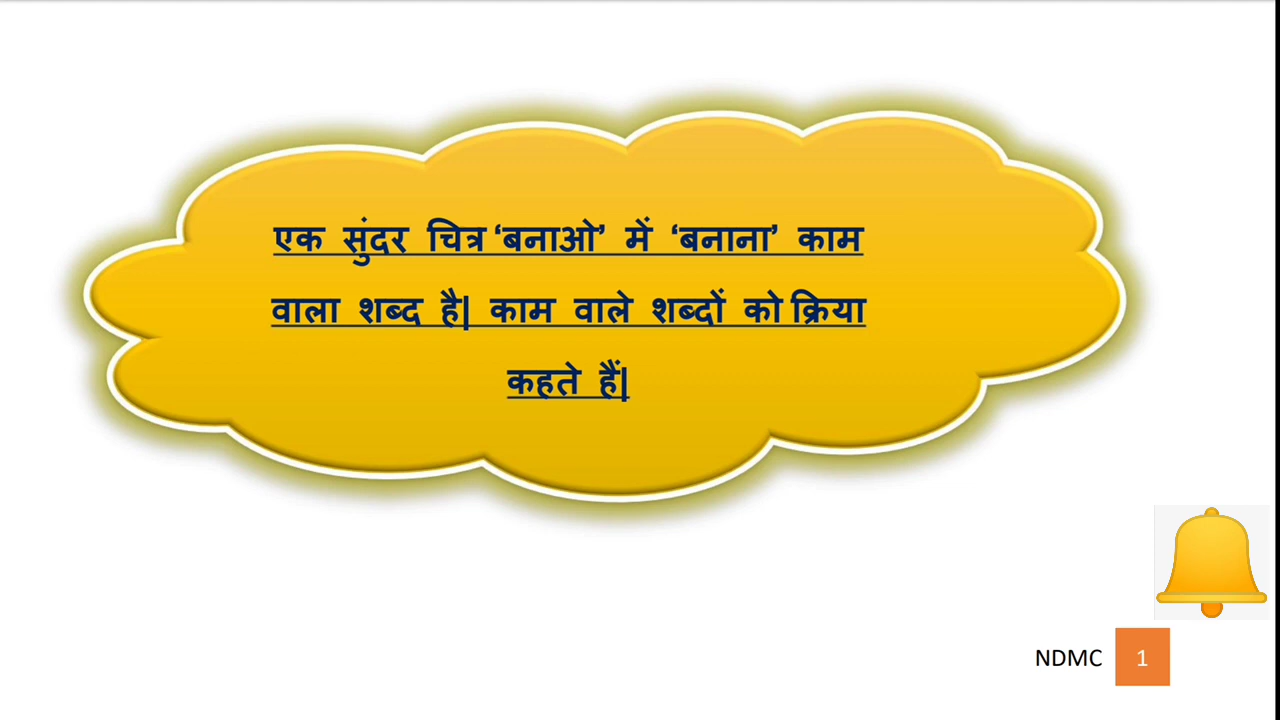 एक सुंदर चित्र ‘बनाओ’ में ‘बनाना’ काम
वाला शब्द है| काम वाले शब्दों को क्रिया
कहते हैं|
NDMC 1